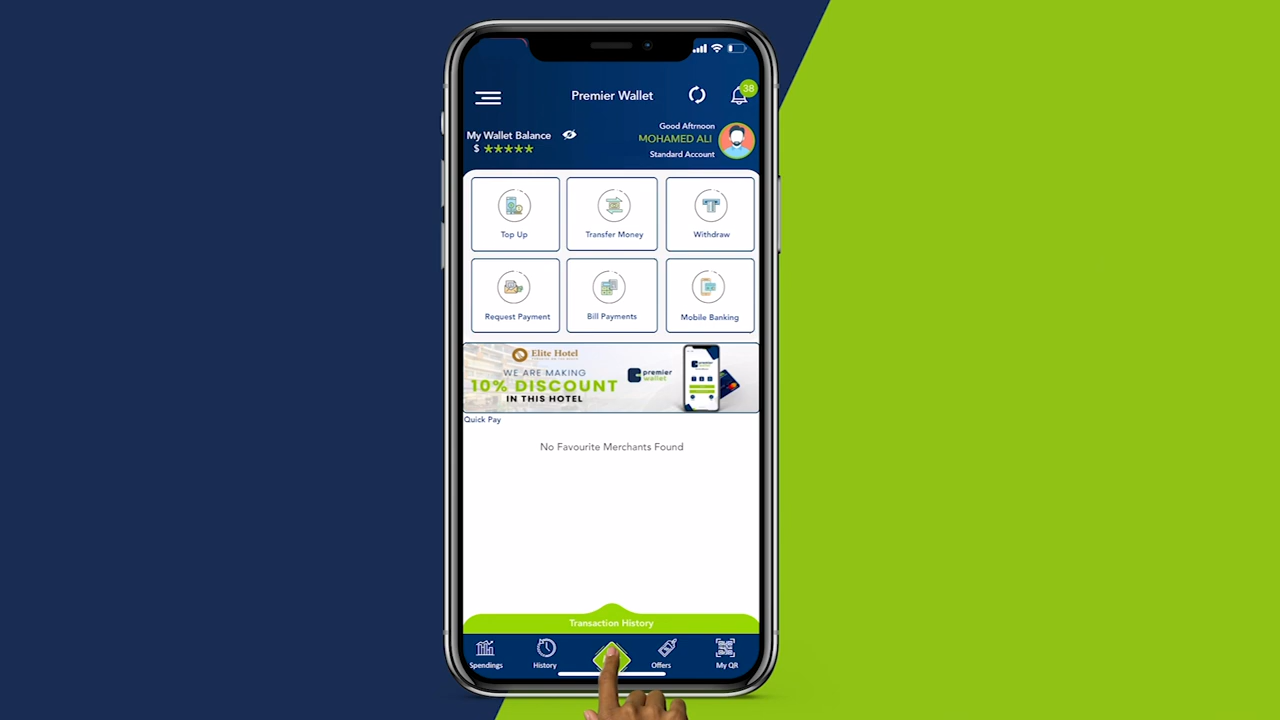 Premier Wallet
38
My Wallet Balance
$ *****
Good Aftrnoon
MOHAMED ALI
Standard Account
Top Up
Transfer Money
Withdraw
Request Payment
Bill Payments
Mobile Banking
Elite Hotel
WE ARE MAKING
10% DISCOUNT
IN THIS HOTEL
premier
wallet
Quick Pay
No Favourite Merchants Found
Transaction History
Spendings
History
Offers
My QR